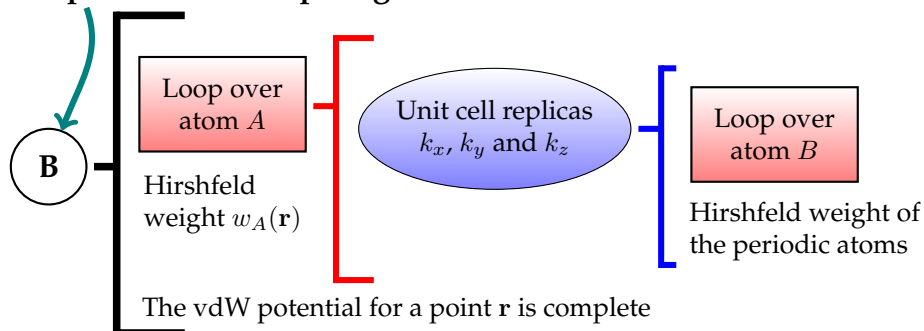 B
Loop over
atom A
Hirshfeld
weight w_A(r)
Unit cell replicas
k_x, k_y and k_z
Loop over
atom B
Hirshfeld weight of
the periodic atoms
The vdW potential for a point r is complete